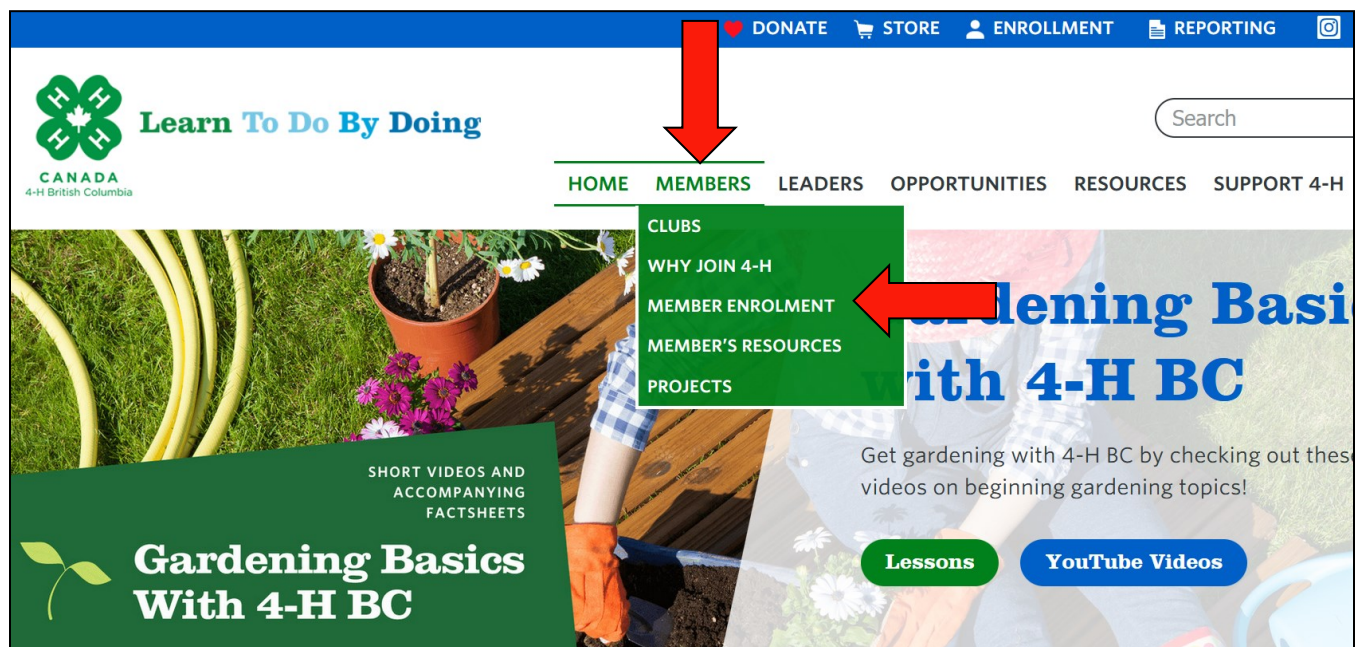 DONATE STORE ENROLLMENT REPORTING
H H H H
Learn To Do By Doing
Search
CANADA
4-H British Columbia
HOME MEMBERS LEADERS OPPORTUNITIES RESOURCES SUPPORT 4-H
CLUBS
WHY JOIN 4-H
MEMBER ENROLMENT
MEMBER'S RESOURCES
PROJECTS
dening Basi
with 4-H BC
Get gardening with 4-H BC by checking out thes
videos on beginning gardening topics!
Lessons YouTube Videos
SHORT VIDEOS AND
ACCOMPANYING
FACTSHEETS
Gardening Basics
With 4-H BC